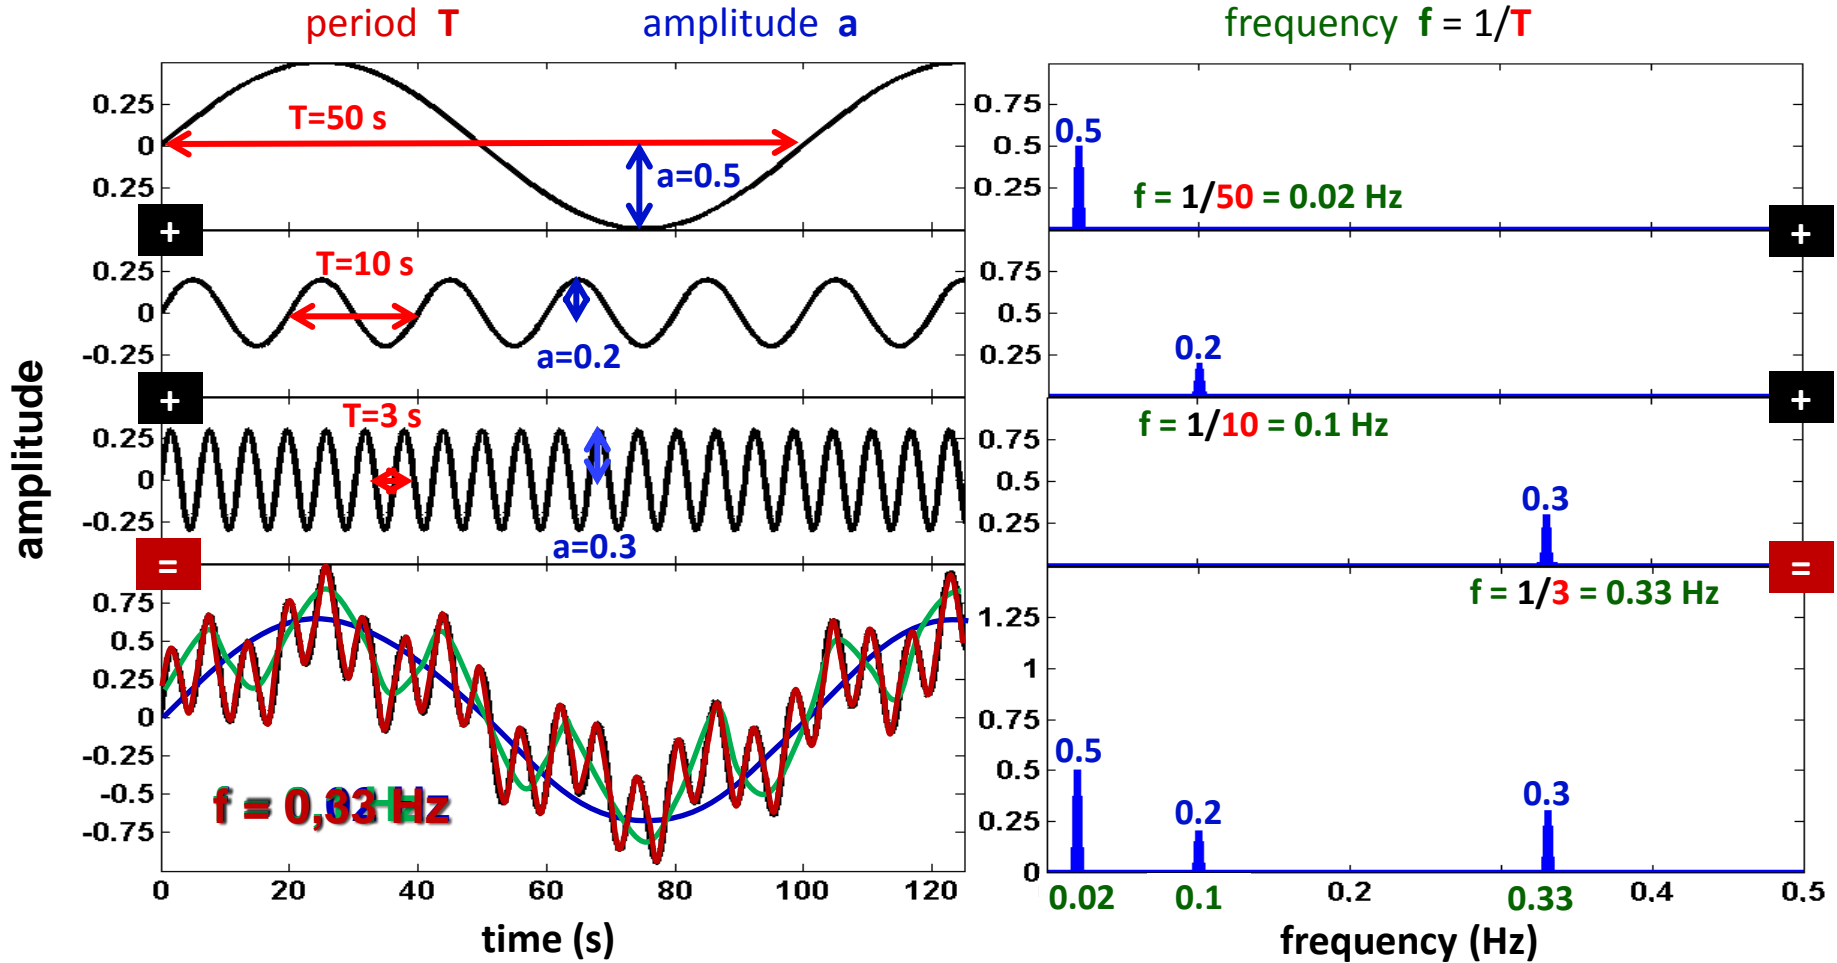 period T
amplitude a
frequency f = 1/T
0.25
0
0.25
T=50 s
a=0.5
0.75
0.5
0.25
0.5
f = 1/50 = 0.02 Hz
+
+
0.25
0
-0.25
T=10 s
a=0.2
0.75
0.5
0.25
0.2
+
+
0.25
0
-0.25
T=3 s
a=0.3
f = 1/10 = 0.1 Hz
0.75
0.5
0.25
0.3
=
=
0.75
0.5
0.25
0
-0.25
-0.5
-0.75
f = 0,33 Hz
f = 1/3 = 0.33 Hz
1.25
1
0.75
0.5
0.25
0
0.5
0.2
0.3
0 20 40 60 80 100 120
0.02 0.1 0.2 0.33 0.4 0.5
time (s)
frequency (Hz)
amplitude